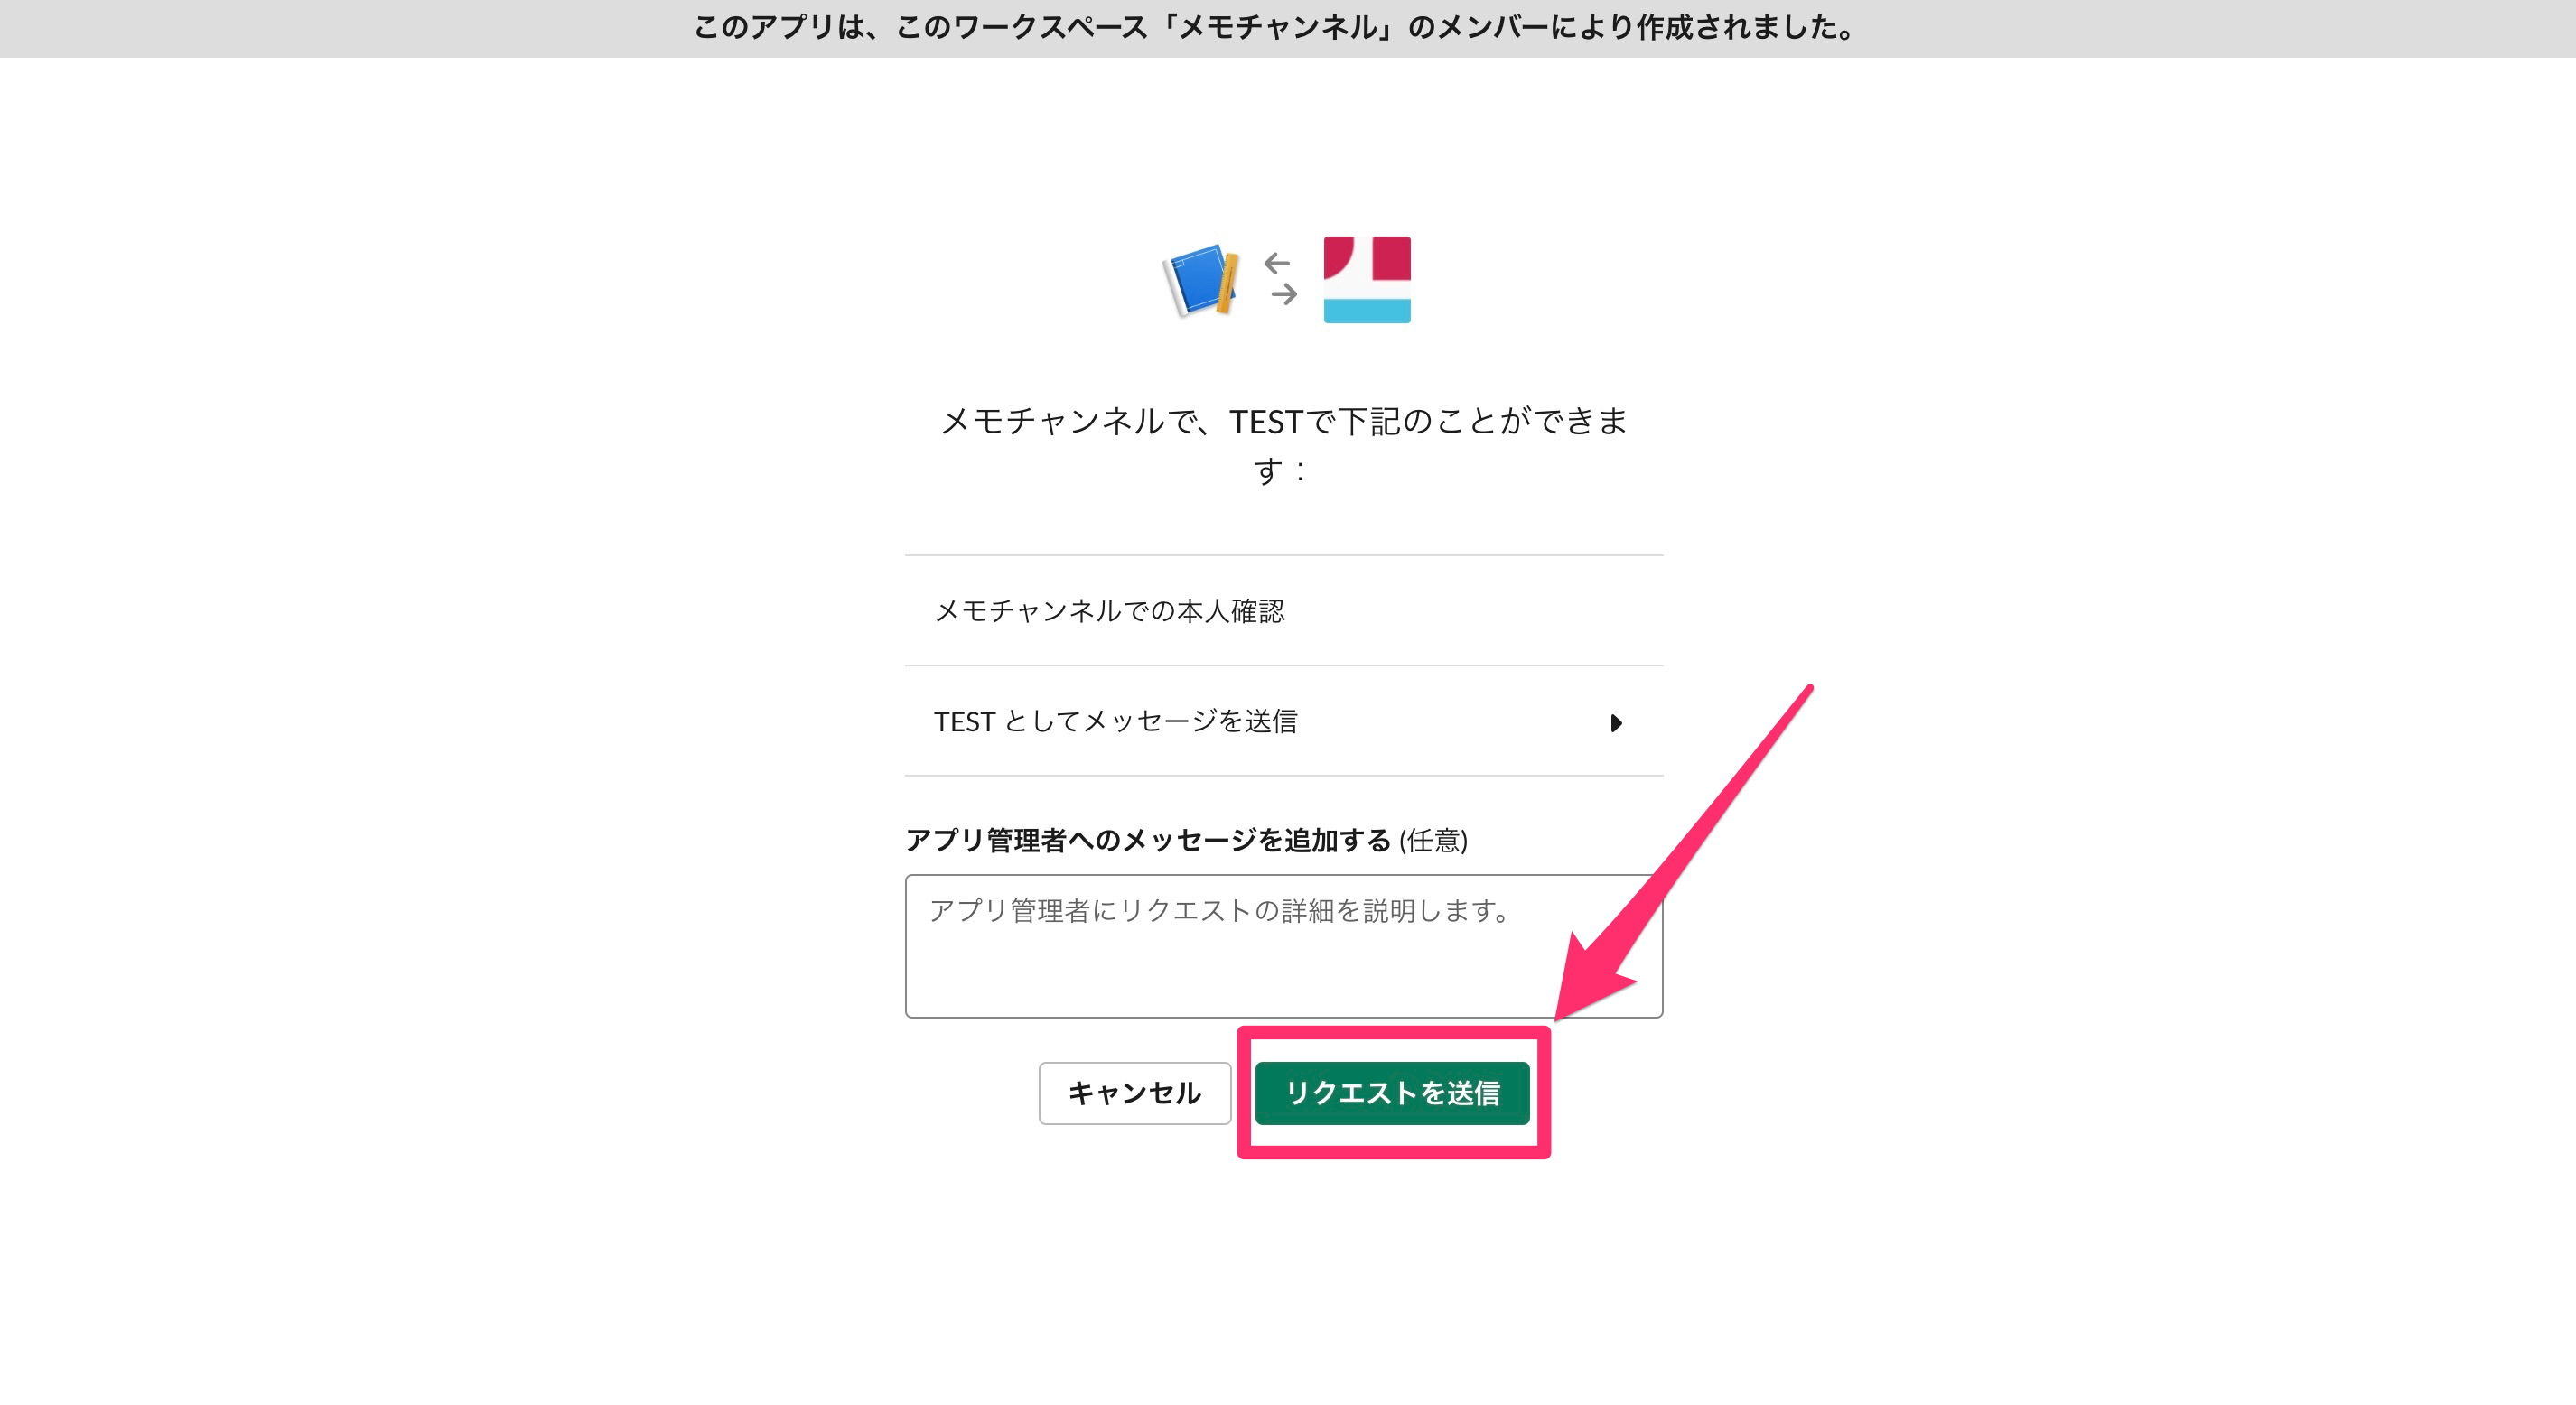 このアプリは、このワークスペース「メモチャンネル」のメンバーにより作成されました。
メモチャンネルで、TESTで下記のことができま
す：
メモチャンネルでの本人確認
TEST としてメッセージを送信
アプリ管理者へのメッセージを追加する (任意)
アプリ管理者にリクエストの詳細を説明します。
キャンセル
リクエストを送信